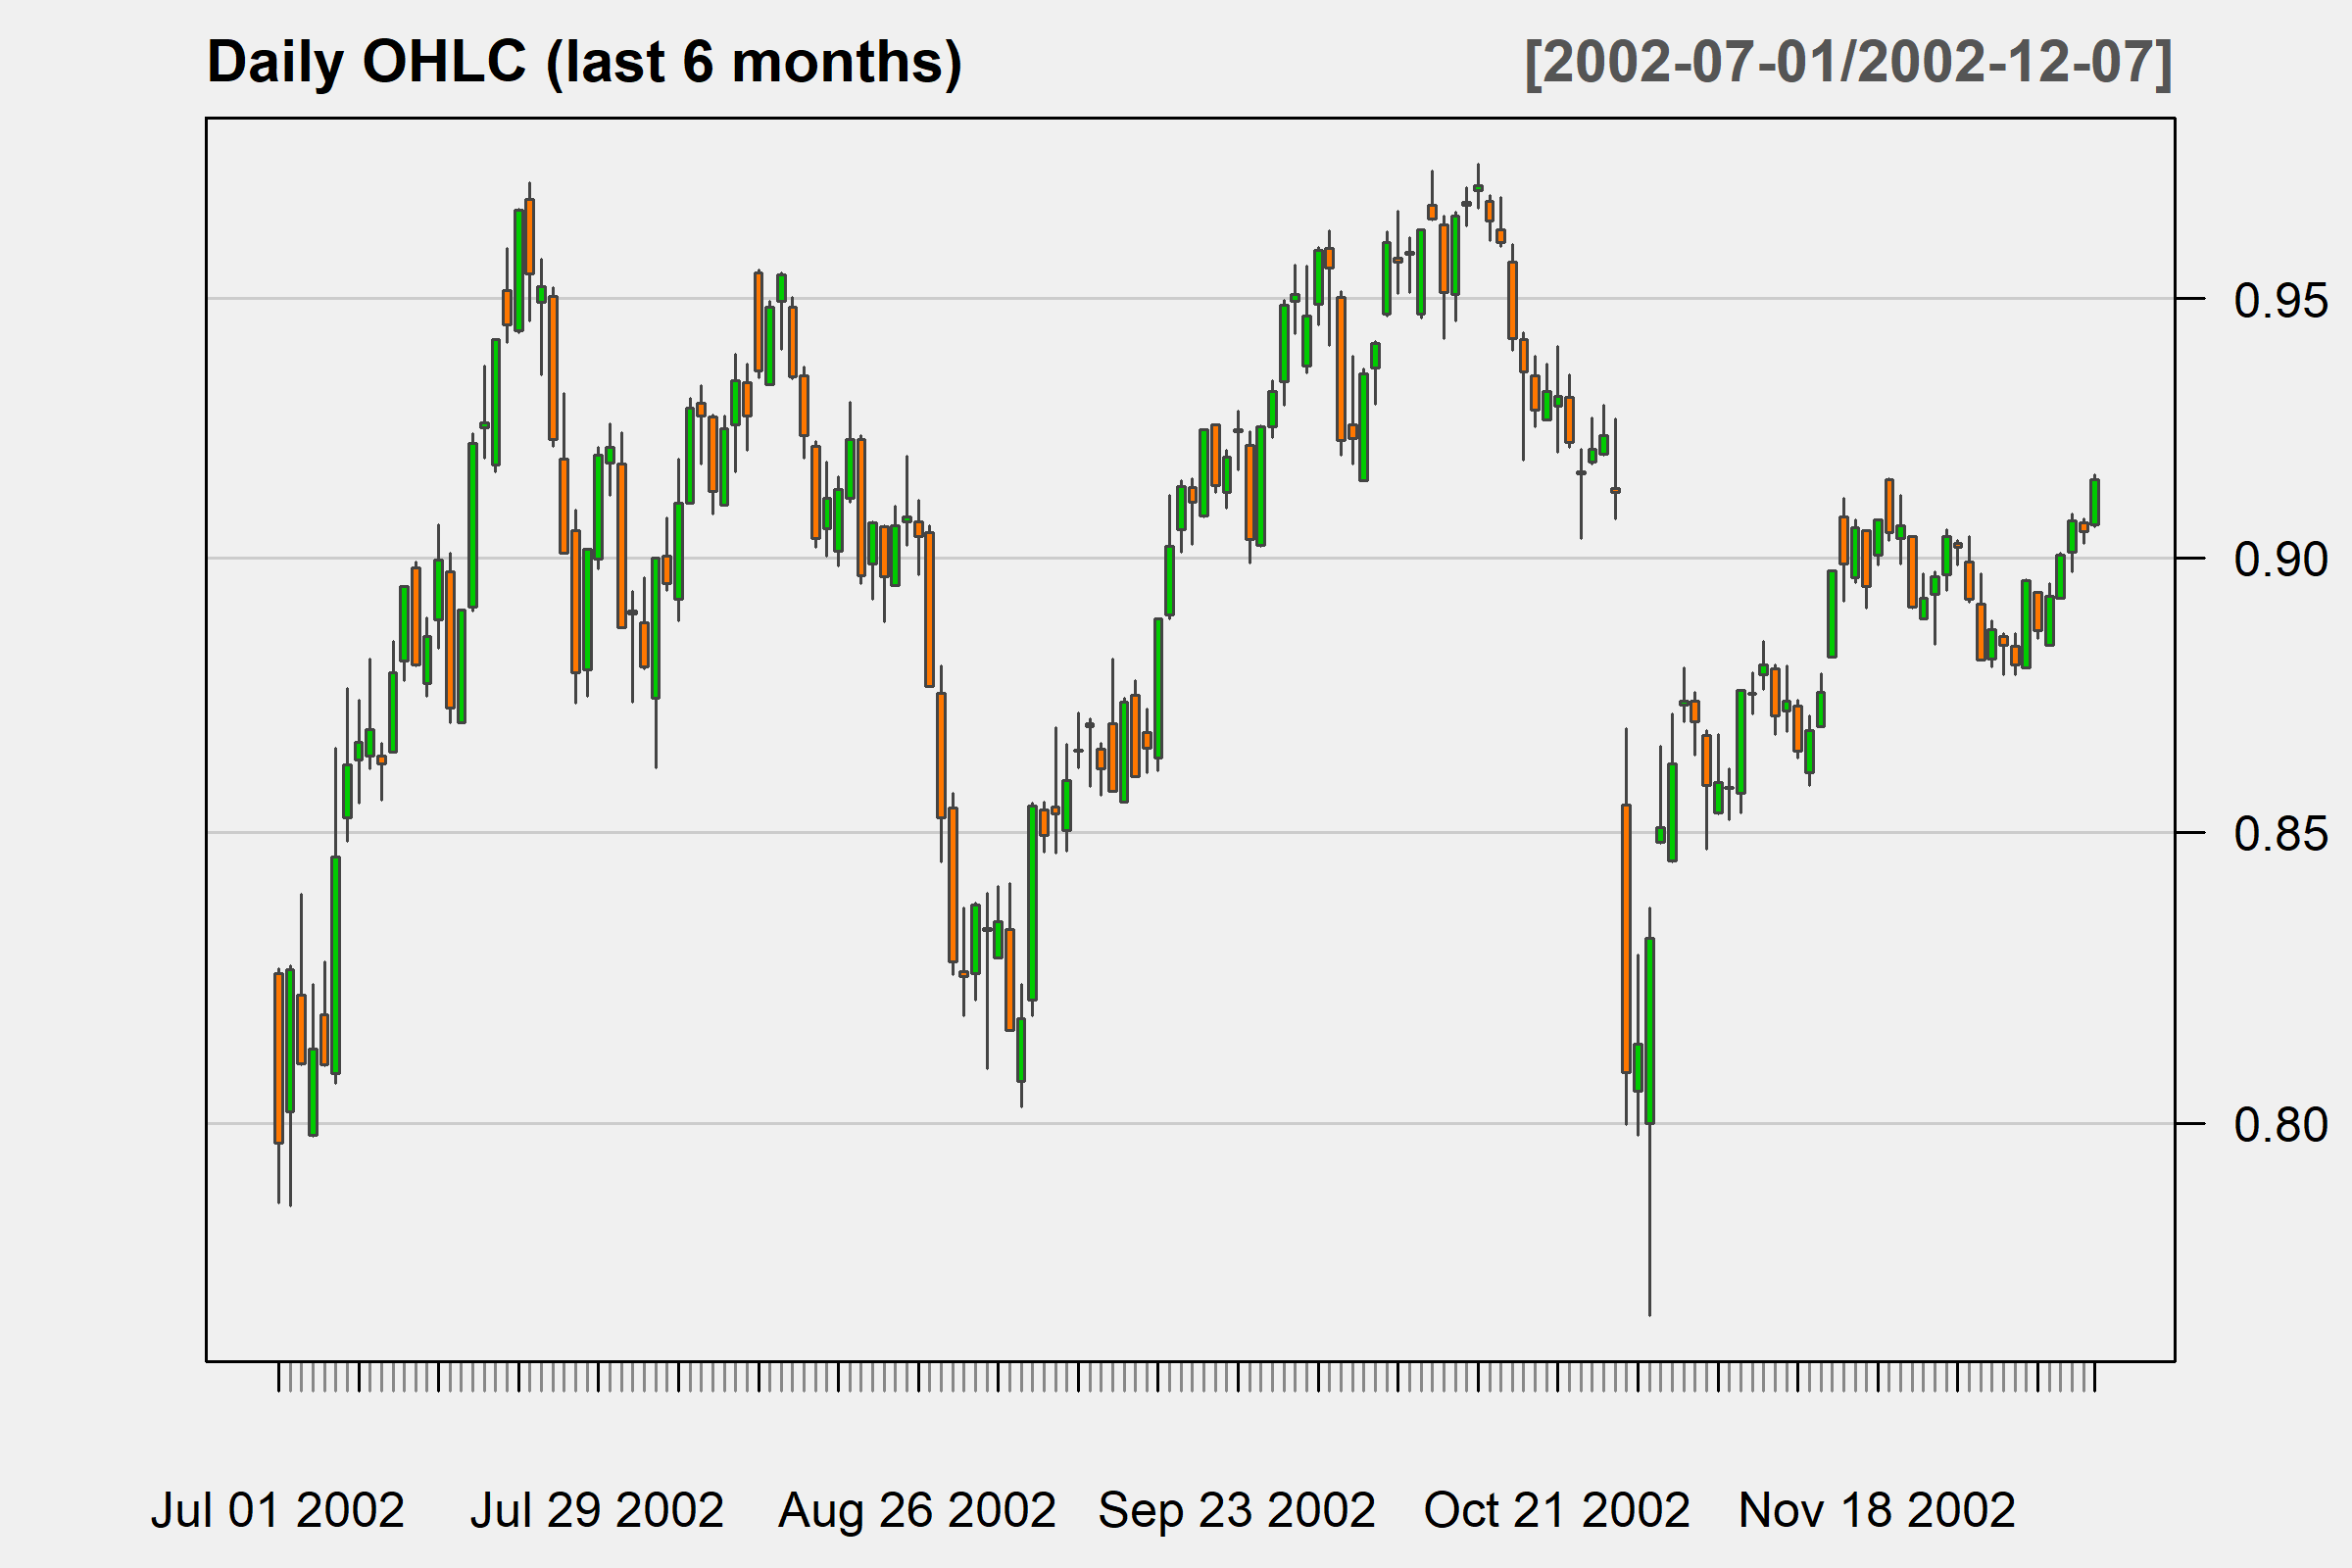 Daily OHLC (last 6 months) [2002-07-01/2002-12-07]
0.95
0.90
0.85
0.80
Jul 01 2002 Jul 29 2002 Aug 26 2002 Sep 23 2002 Oct 21 2002 Nov 18 2002